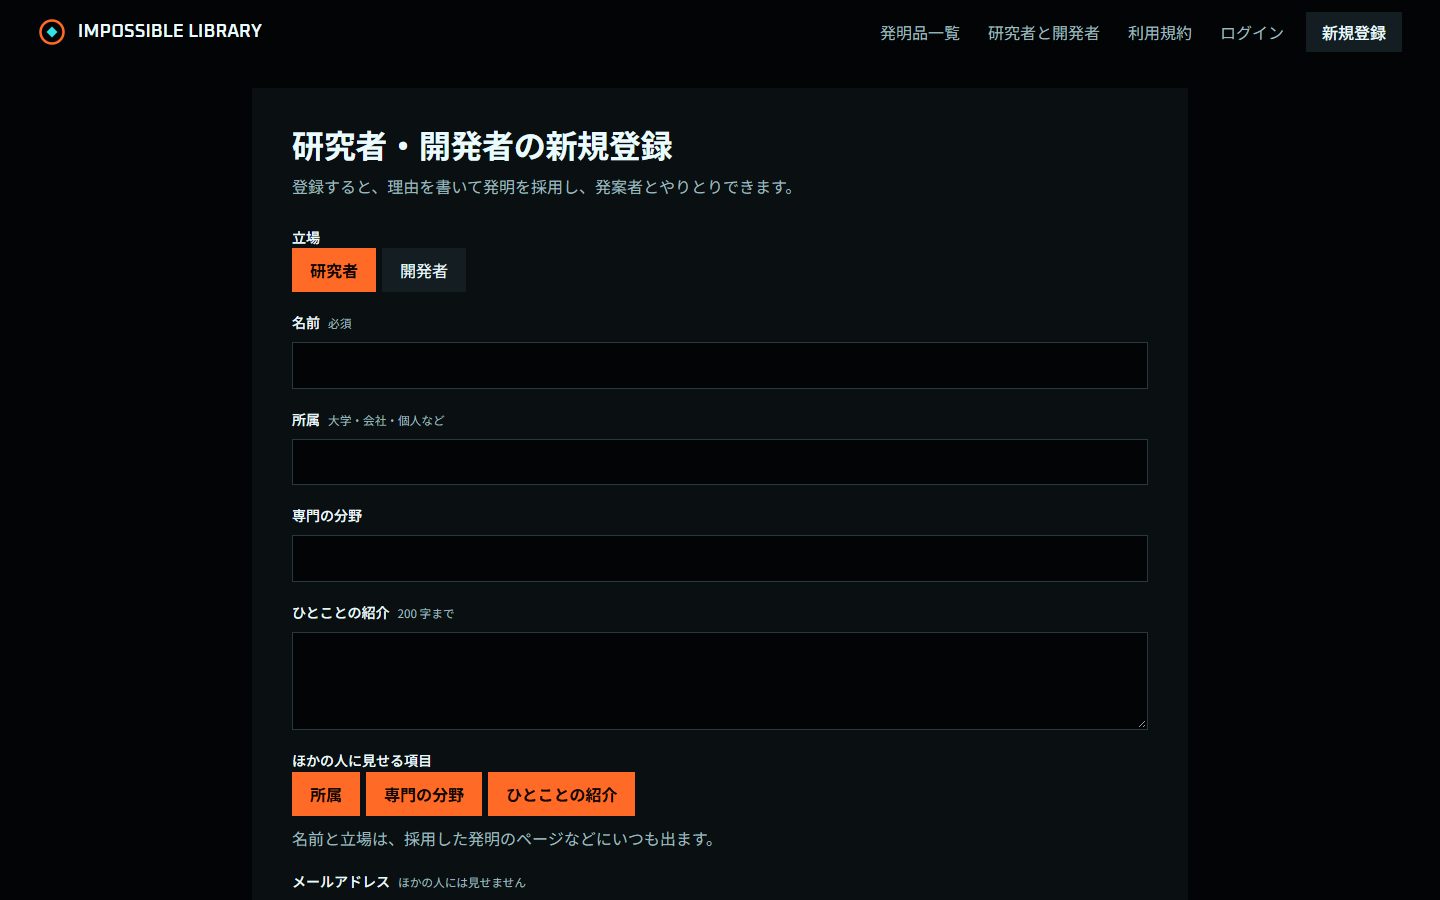 IMPOSSIBLE LIBRARY
発明品一覧 研究者と開発者 利用規約 ログイン 新規登録
研究者・開発者の新規登録
登録すると、理由を書いて発明を採用し、発案者とやりとりできます。
立場
研究者 開発者
名前 必須
所属 大学・会社・個人など
専門の分野
ひとことの紹介 200 字まで
ほかの人に見せる項目
所属 専門の分野 ひとことの紹介
名前と立場は、採用した発明のページなどにいつも出ます。
メールアドレス ほかの人には見せません